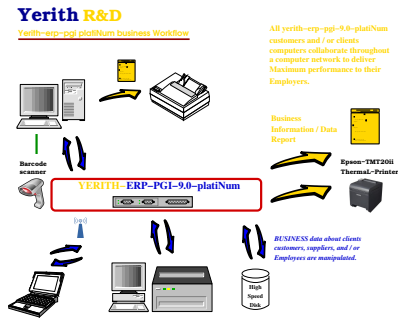 Yerith R&D
Yerith-erp-pgi platiNum business Workflow
All yerith-erp-pgi-9.0-platiNum
customers and / or clients
computers collaborate throughout
a computer network to deliver
Maximum performance to their
Employers.
Business
Information / Data
Report
Barcode
scanner
Epson-TMT20ii
ThermaL-Printer
YERITH-ERP-PGI-9.0-platiNum
BUSINESS data about clients
customers, suppliers, and / or
Employees are manipulated.
High
Speed
Disk